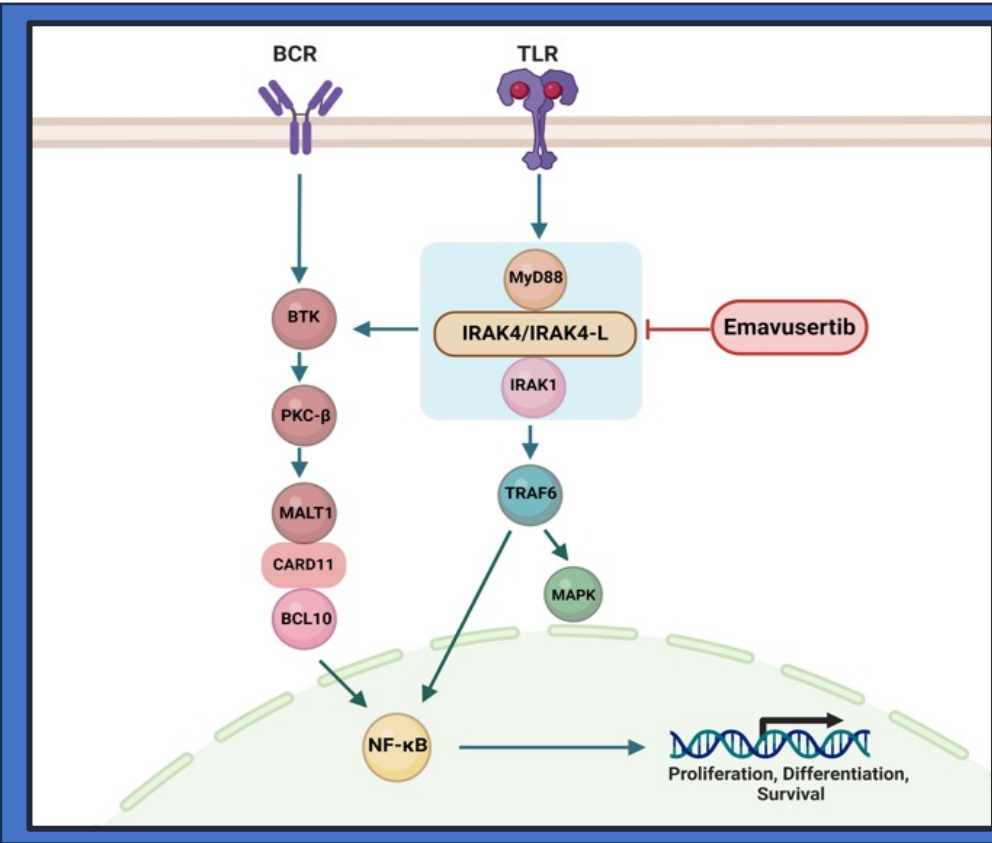 BCR
TLR
MyD88
BTK
IRAK4/IRAK4-L
Emavusertib
IRAK1
PKC-β
TRAF6
MALT1
CARD11
MAPK
BCL10
NF-κB
Proliferation, Differentiation,
Survival